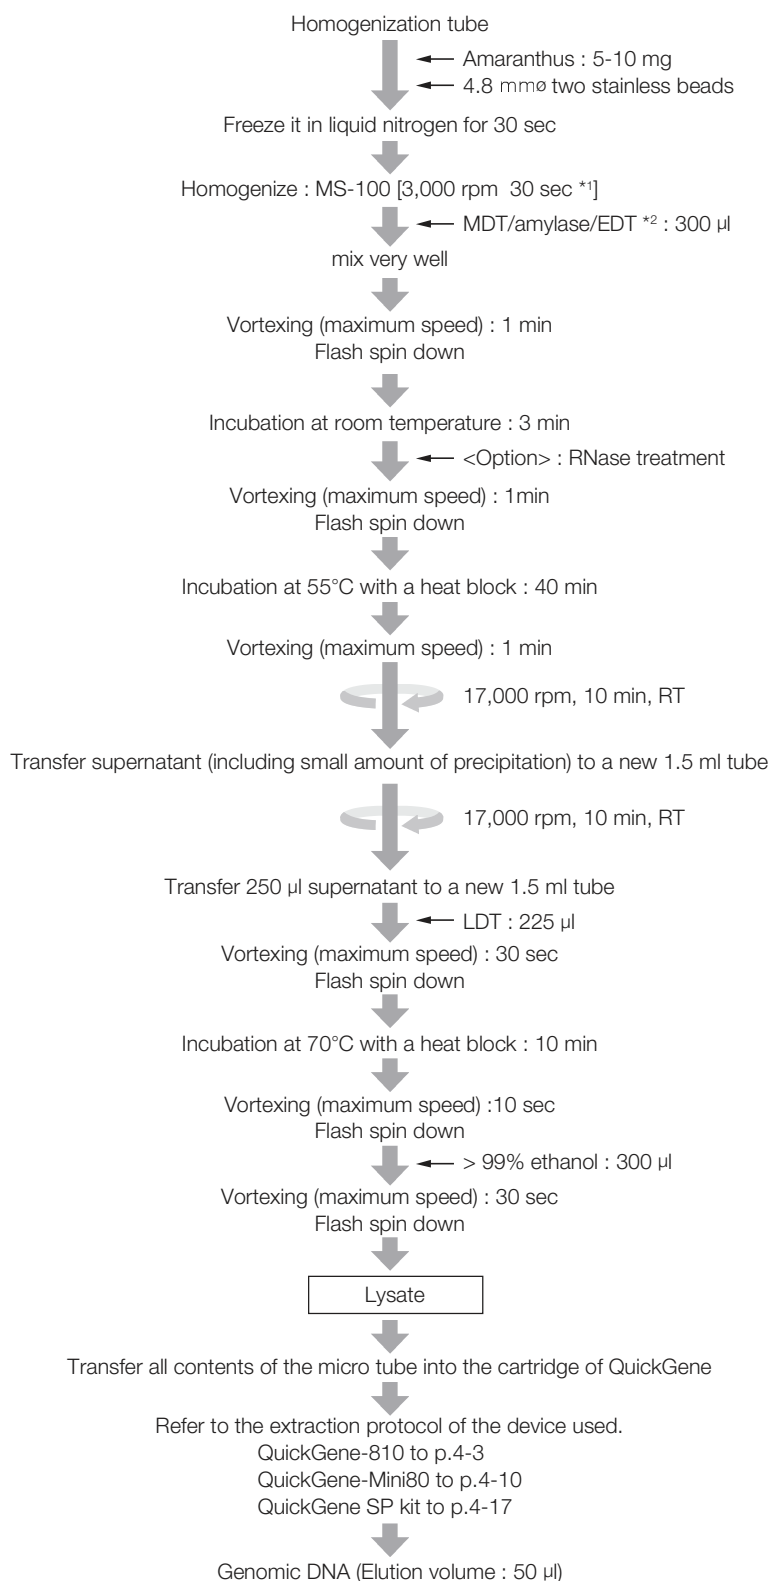 Homogenization tube
Amaranthus : 5-10 mg
4.8 mmø two stainless beads
Freeze it in liquid nitrogen for 30 sec
Homogenize : MS-100 [3,000 rpm  30 sec *1]
MDT/amylase/EDT *2 : 300 µl
mix very well
Vortexing (maximum speed) : 1 min
Flash spin down
Incubation at room temperature : 3 min
<Option> : RNase treatment
Vortexing (maximum speed) : 1min
Flash spin down
Incubation at 55°C with a heat block : 40 min
Vortexing (maximum speed) : 1 min
17,000 rpm, 10 min, RT
Transfer supernatant (including small amount of precipitation) to a new 1.5 ml tube
17,000 rpm, 10 min, RT
Transfer 250 µl supernatant to a new 1.5 ml tube
LDT : 225 µl
Vortexing (maximum speed) : 30 sec
Flash spin down
Incubation at 70°C with a heat block : 10 min
Vortexing (maximum speed) :10 sec
Flash spin down
> 99% ethanol : 300 µl
Vortexing (maximum speed) : 30 sec
Flash spin down
Lysate
Transfer all contents of the micro tube into the cartridge of QuickGene
Refer to the extraction protocol of the device used.
QuickGene-810 to p.4-3
QuickGene-Mini80 to p.4-10
QuickGene SP kit to p.4-17
Genomic DNA (Elution volume : 50 µl)